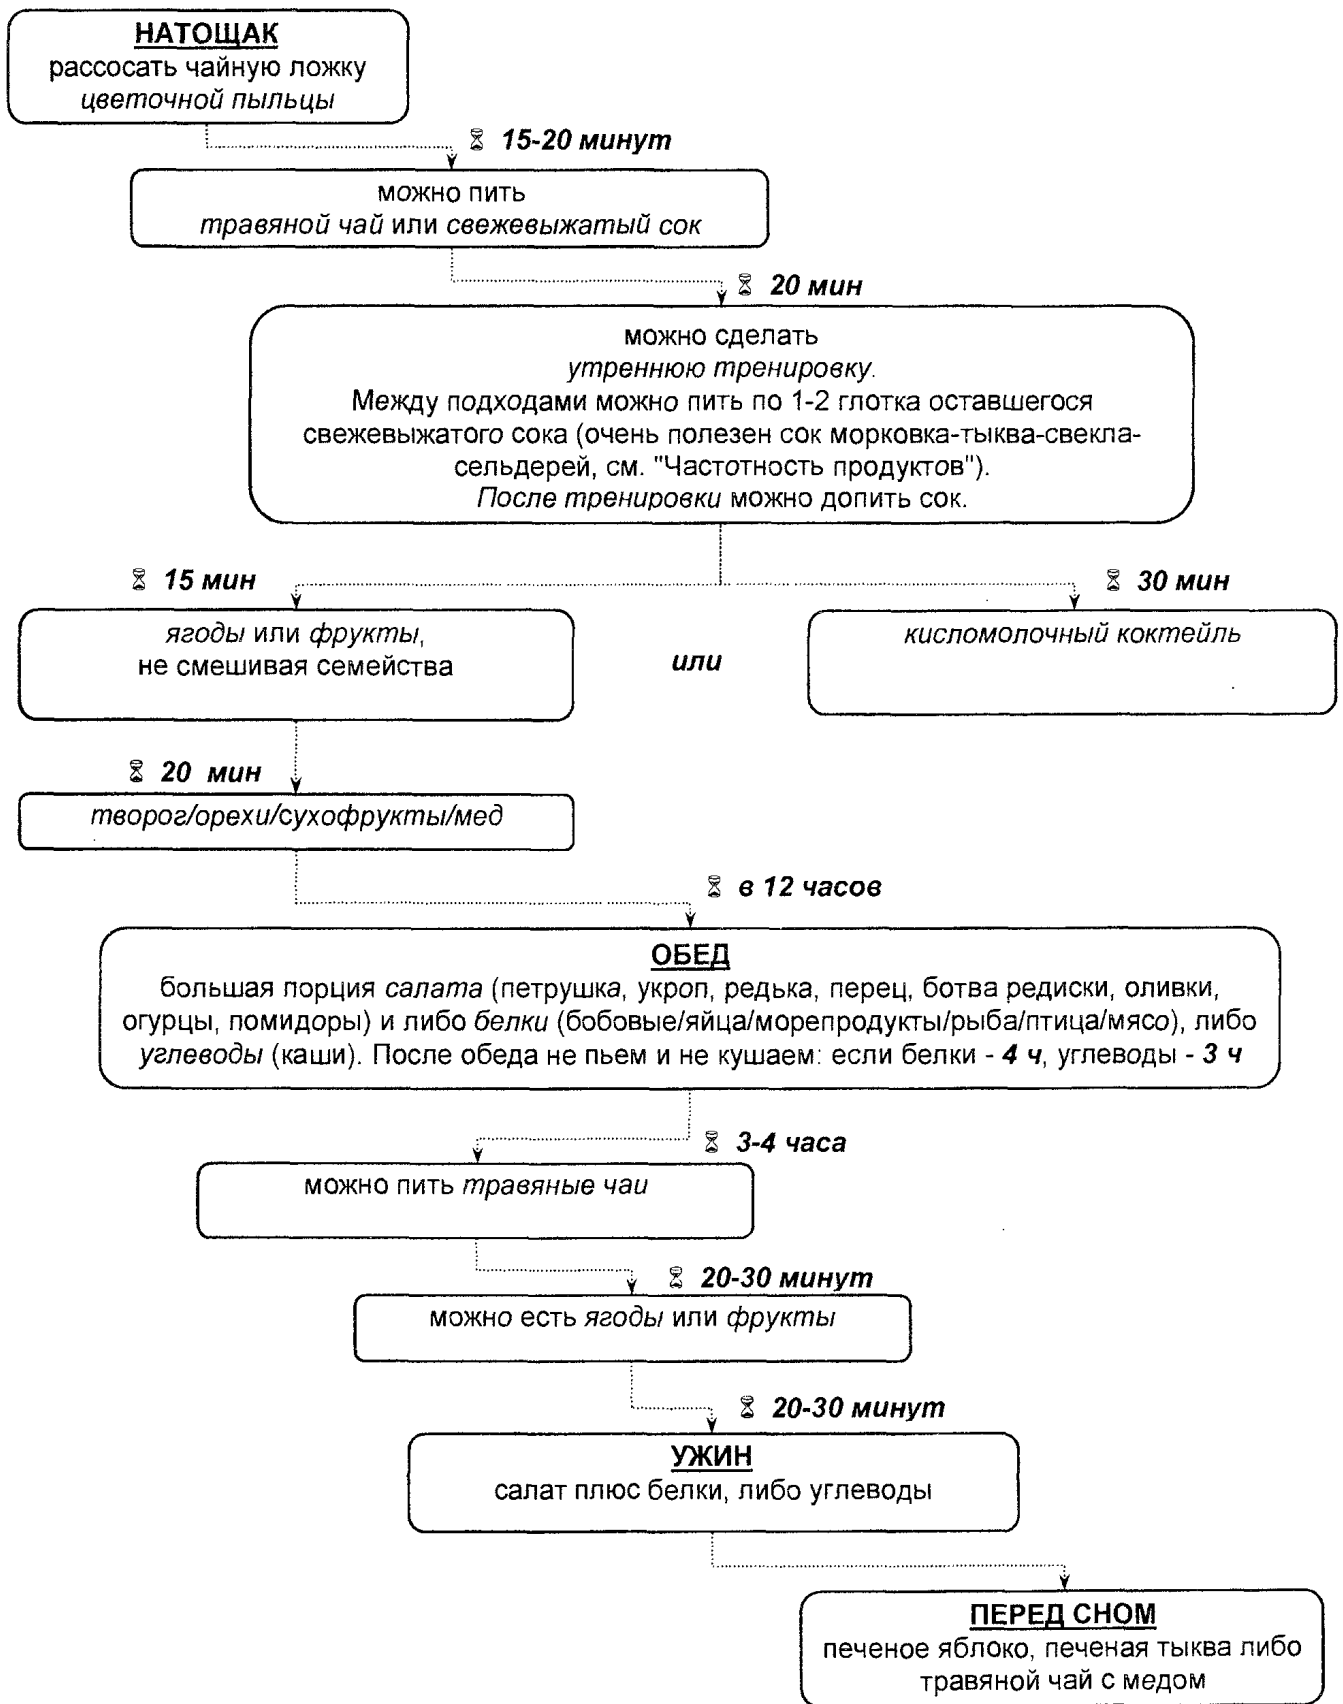 НАТОЩАК
рассосать чайную ложку
цветочной пыльцы
15-20 минут
можно пить
травяной чай или свежевыжатый сок
20 мин
можно сделать
утреннюю тренировку.
Между подходами можно пить по 1-2 глотка оставшегося
свежевыжатого сока (очень полезен сок морковка-тыква-свекла-
сельдерей, см. "Частотность продуктов").
После тренировки можно допить сок.
15 мин
30 мин
ягоды или фрукты,
не смешивая семейства
или
кисломолочный коктейль
20 мин
творог/орехи/сухофрукты/мед
в 12 часов
ОБЕД
большая порция салата (петрушка, укроп, редька, перец, ботва редиски, оливки,
огурцы, помидоры) и либо белки (бобовые/яйца/морепродукты/рыба/птица/мясо), либо
углеводы (каши). После обеда не пьем и не кушаем: если белки - 4 ч, углеводы - 3 ч
3-4 часа
можно пить травяные чаи
20-30 минут
можно есть ягоды или фрукты
20-30 минут
УЖИН
салат плюс белки, либо углеводы
ПЕРЕД СНОМ
печеное яблоко, печеная тыква либо
травяной чай с медом